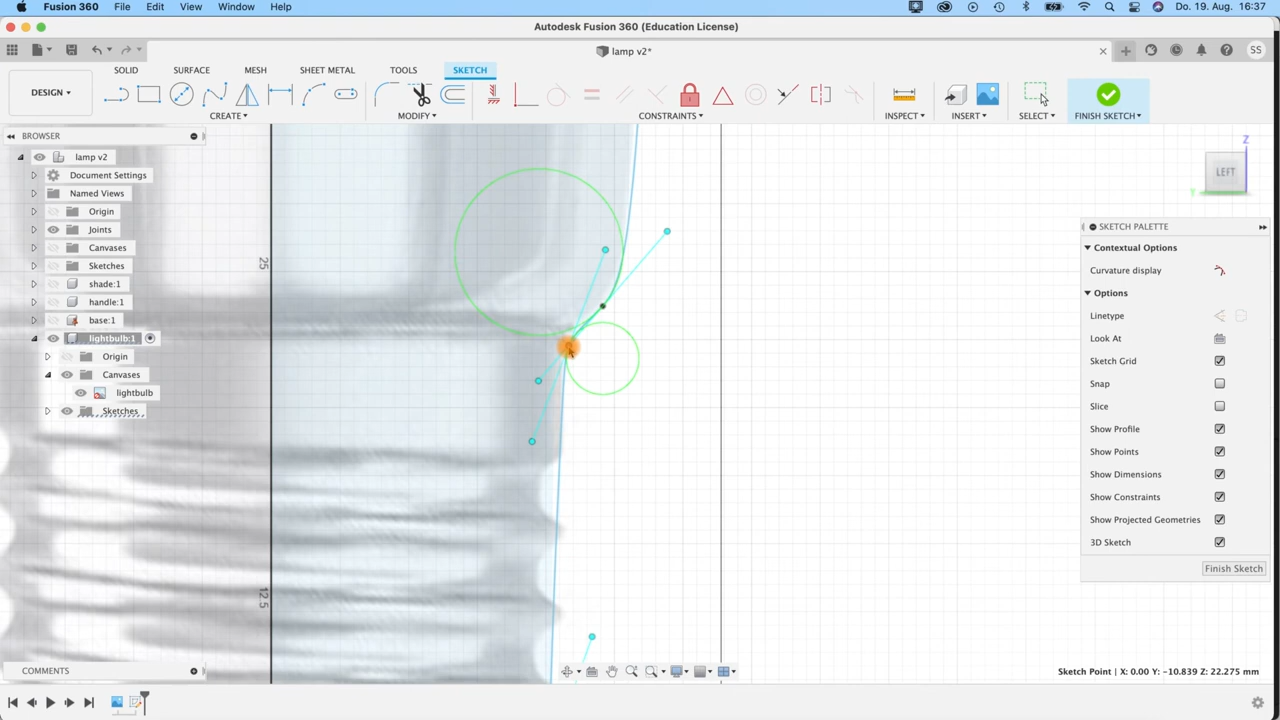 Fusion 360 File Edit View Window Help Do. 19. Aug. 16:37
Autodesk Fusion 360 (Education License)
lamp v2* SS
SOLID SURFACE MESH SHEET METAL TOOLS SKETCH
DESIGN
CREATE MODIFY CONSTRAINTS INSPECT INSERT SELECT FINISH SKETCH
BROWSER
lamp v2
Document Settings
Named Views
Origin
Joints
Canvases
Sketches
shade:1
handle:1
base:1
lightbulb:1
Origin
Canvases
lightbulb
Sketches
25
12.5
Z
LEFT
Y
SKETCH PALETTE
Contextual Options
Curvature display
Options
Linetype
Look At
Sketch Grid
Snap
Slice
Show Profile
Show Points
Show Dimensions
Show Constraints
Show Projected Geometries
3D Sketch
Finish Sketch
COMMENTS
Sketch Point | X: 0.00 Y: -10.839 Z: 22.275 mm